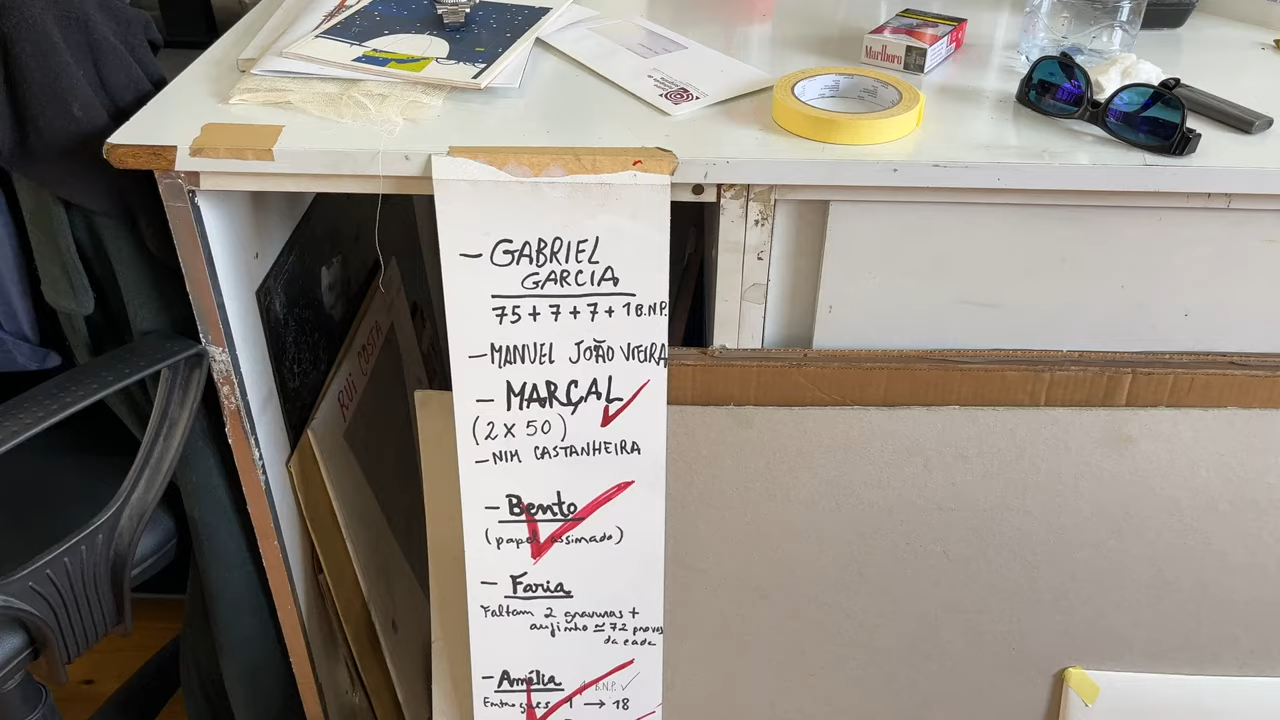 Marlboro
- GABRIEL
GARCIA
75 + 7 + 7 + 1 B.N.P.
- MANUEL JOÃO VIEIRA
- MARÇAL
(2 X 50)
- NIM CASTANHEIRA
- Bento
(papel assinado)
- Faria
Faltam 2 gravuras +
anjinho ≅ 72 provas
da cada
- Amélia
B.N.P. ✓
Entregues 1 → 18
RUI COSTA